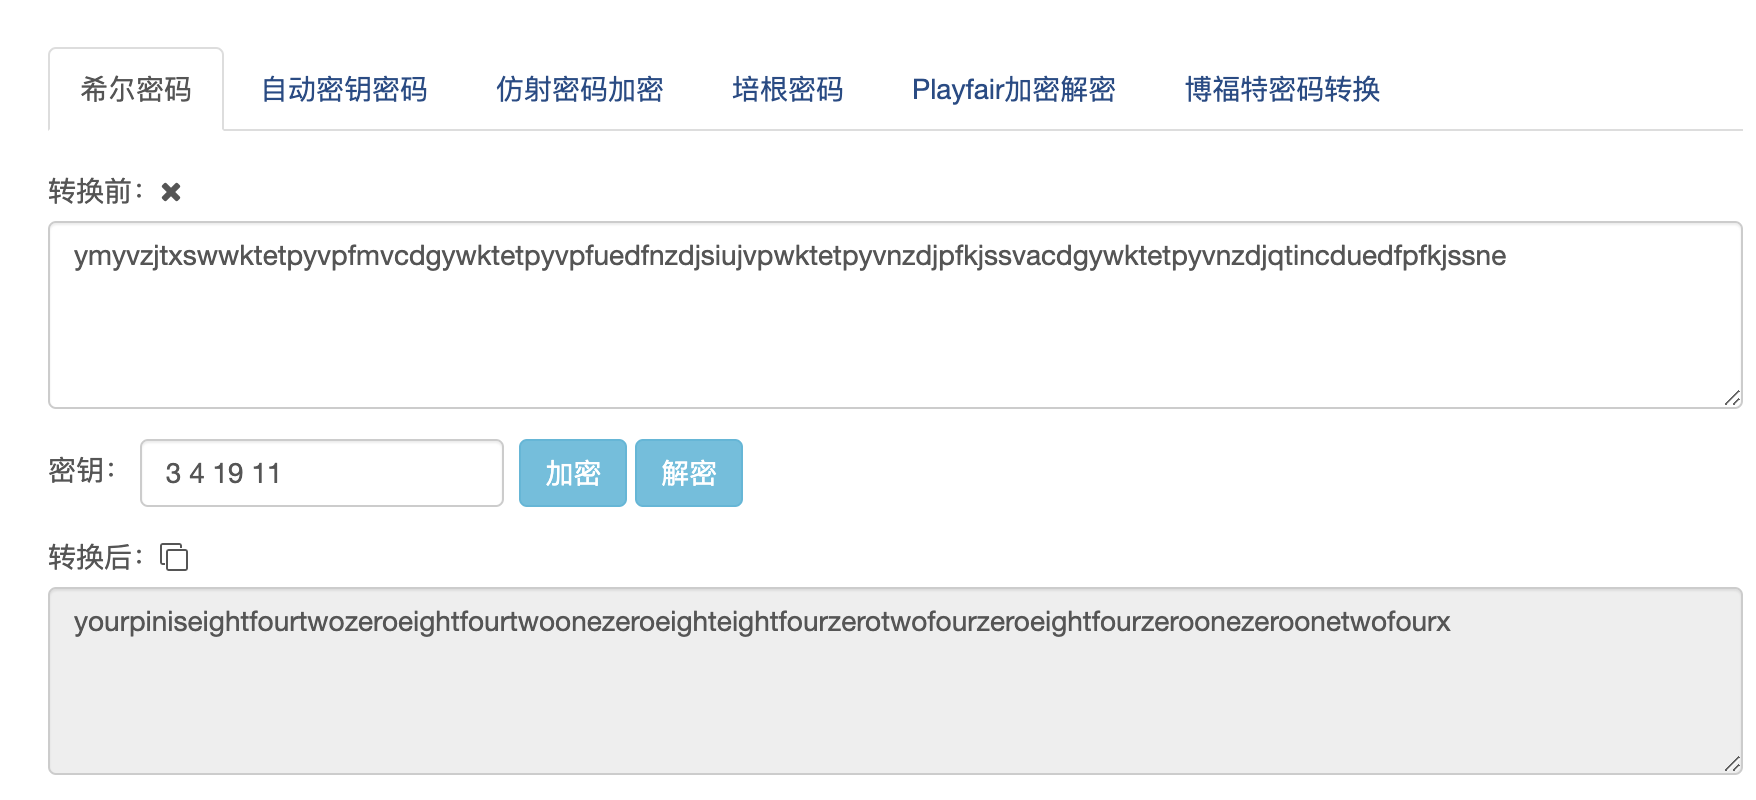 希尔密码 自动密钥密码 仿射密码加密 培根密码 Playfair加密解密 博福特密码转换
转换前：
ymyvzjtxswwktetpyvpfmvcdgywktetpyvpfuedfnzdjsiujvpwktetpyvnzdjpfkjssvacdgywktetpyvnzdjqtincduedfpfkjssne
密钥： 3 4 19 11 加密 解密
转换后：
yourpiniseightfourtwozeroeightfourtwoonezeroeighteightfourzerotwofourzeroeightfourzeroonezeroonetwofourx